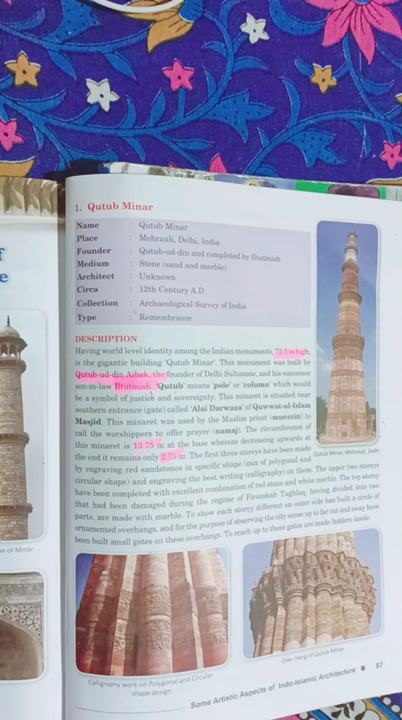 f
e
e of Minar
1. Qutub Minar
Name : Qutub Minar
Place : Mehrauli, Delhi, India
Founder : Qutub-ud-din and completed by Iltutmish
Medium : Stone (sand and marble)
Architect : Unknown
Circa : 12th Century A.D.
Collection : Archaeological Survey of India
Type : Remembrance
DESCRIPTION
Having world level identity among the Indian monuments, 72.5 m high,
is the gigantic building 'Qutub Minar'. This monument was built by
Qutub-ud-din Aibak, the founder of Delhi Sultanate, and his successor
son-in-law Iltutmish. 'Qutub' means 'pole' or 'column' which would
be a symbol of justice and sovereignty. This minaret is situated near
southern entrance (gate) called 'Alai Darwaza' of Quwwat-ul-Islam
Masjid. This minaret was used by the Muslim priest (muezzin) to
call the worshippers to offer prayer (namaj). The circumference of
this minaret is 13.75 m at the base whereas decreasing upwards at
the end it remains only 2.75 m. The first three storeys have been made
by engraving red sandstones in specific shape (mix of polygonal and
circular shape) and engraving the best writing (calligraphy) on them. The upper two storeys
have been completed with excellent combination of red stone and white marble. The top storey
that had been damaged during the regime of Firozshah Tughlaq, having divided into two
parts, are made with marble. To show each storey different on outer side has built a circle of
ornamented overhangs, and for the purpose of observing the city scene up to far out and away have
been built small gates on these overhangs. To reach up to these gates are made ladders inside.
Qutub Minar, Mehrauli, Delhi
Calligraphy work on Polygonal and Circular
shape design
Over Hang of Qutub Minar
Some Artistic Aspects of Indo-Islamic Architecture ■ 57